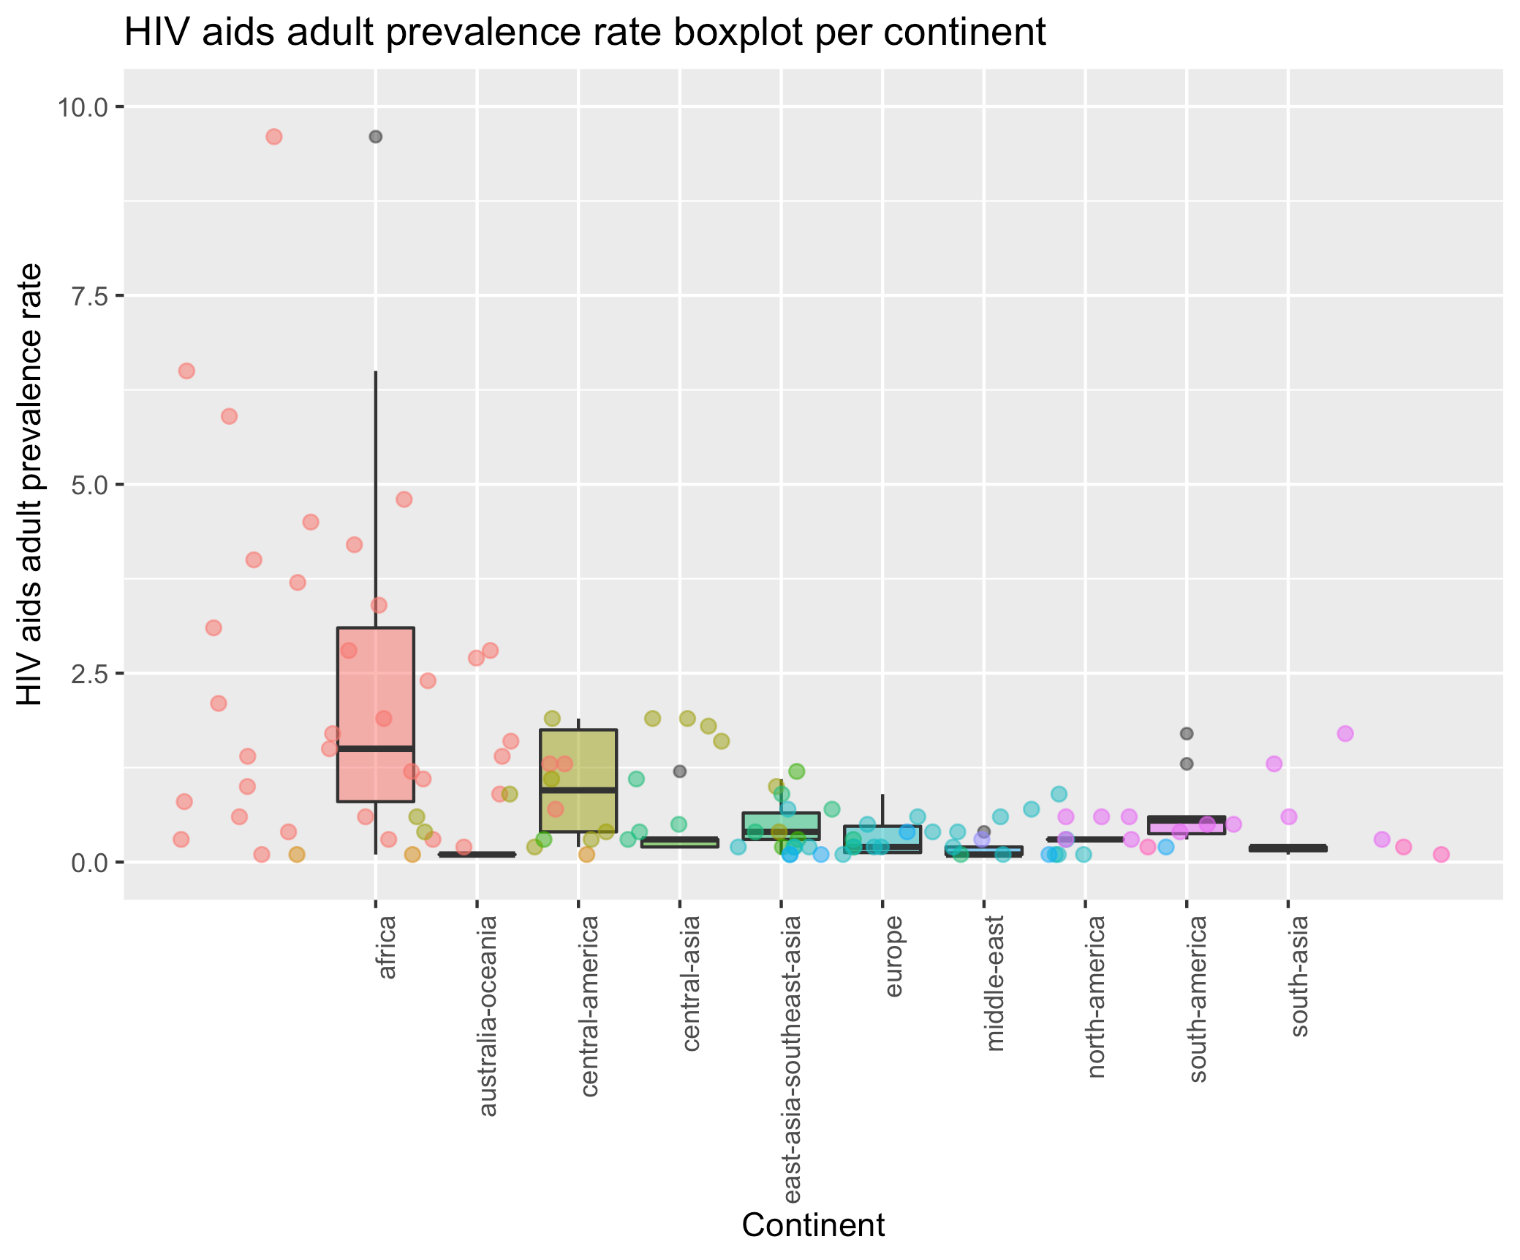 HIV aids adult prevalence rate boxplot per continent
HIV aids adult prevalence rate
10.0
7.5
5.0
2.5
0.0
africa
australia-oceania
central-america
central-asia
east-asia-southeast-asia
europe
middle-east
north-america
south-america
south-asia
Continent